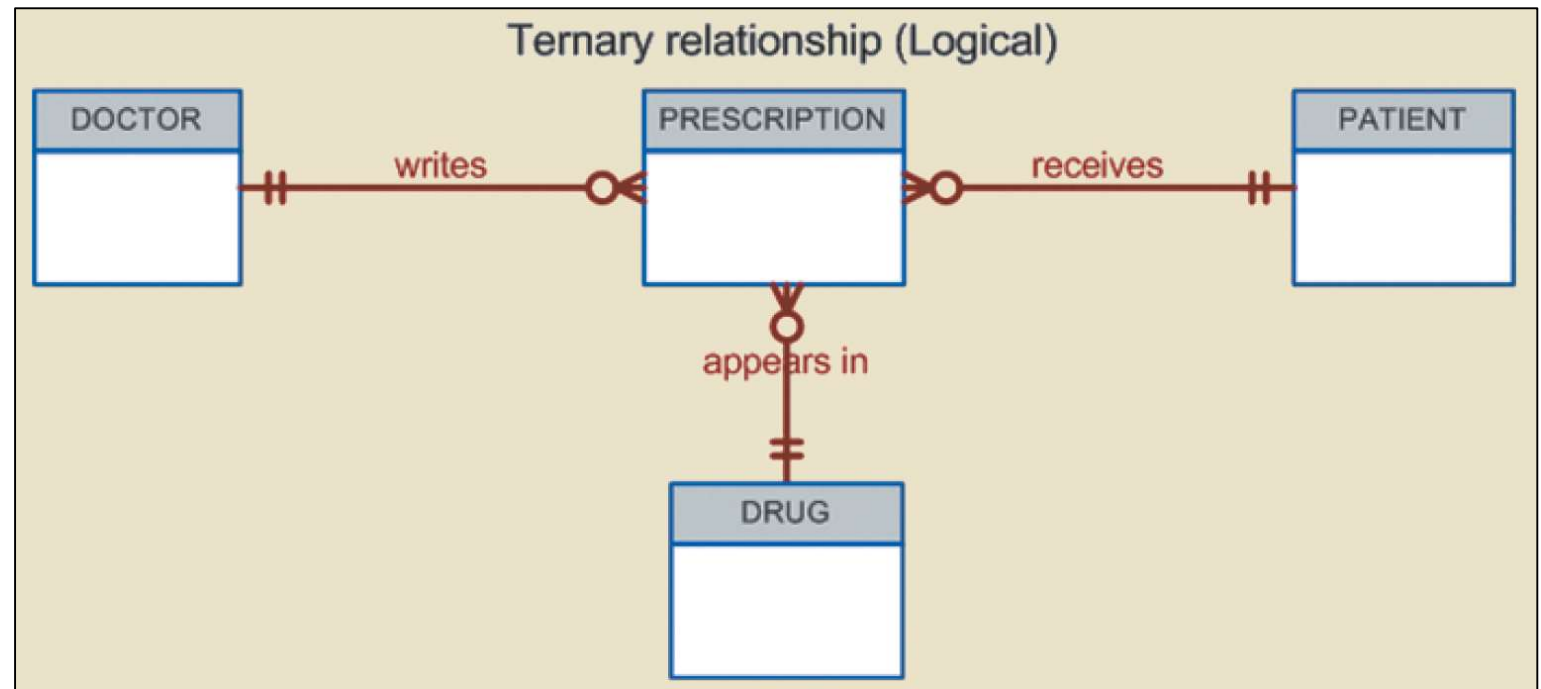 Ternary relationship (Logical)
DOCTOR
PRESCRIPTION
PATIENT
writes
receives
appears in
DRUG